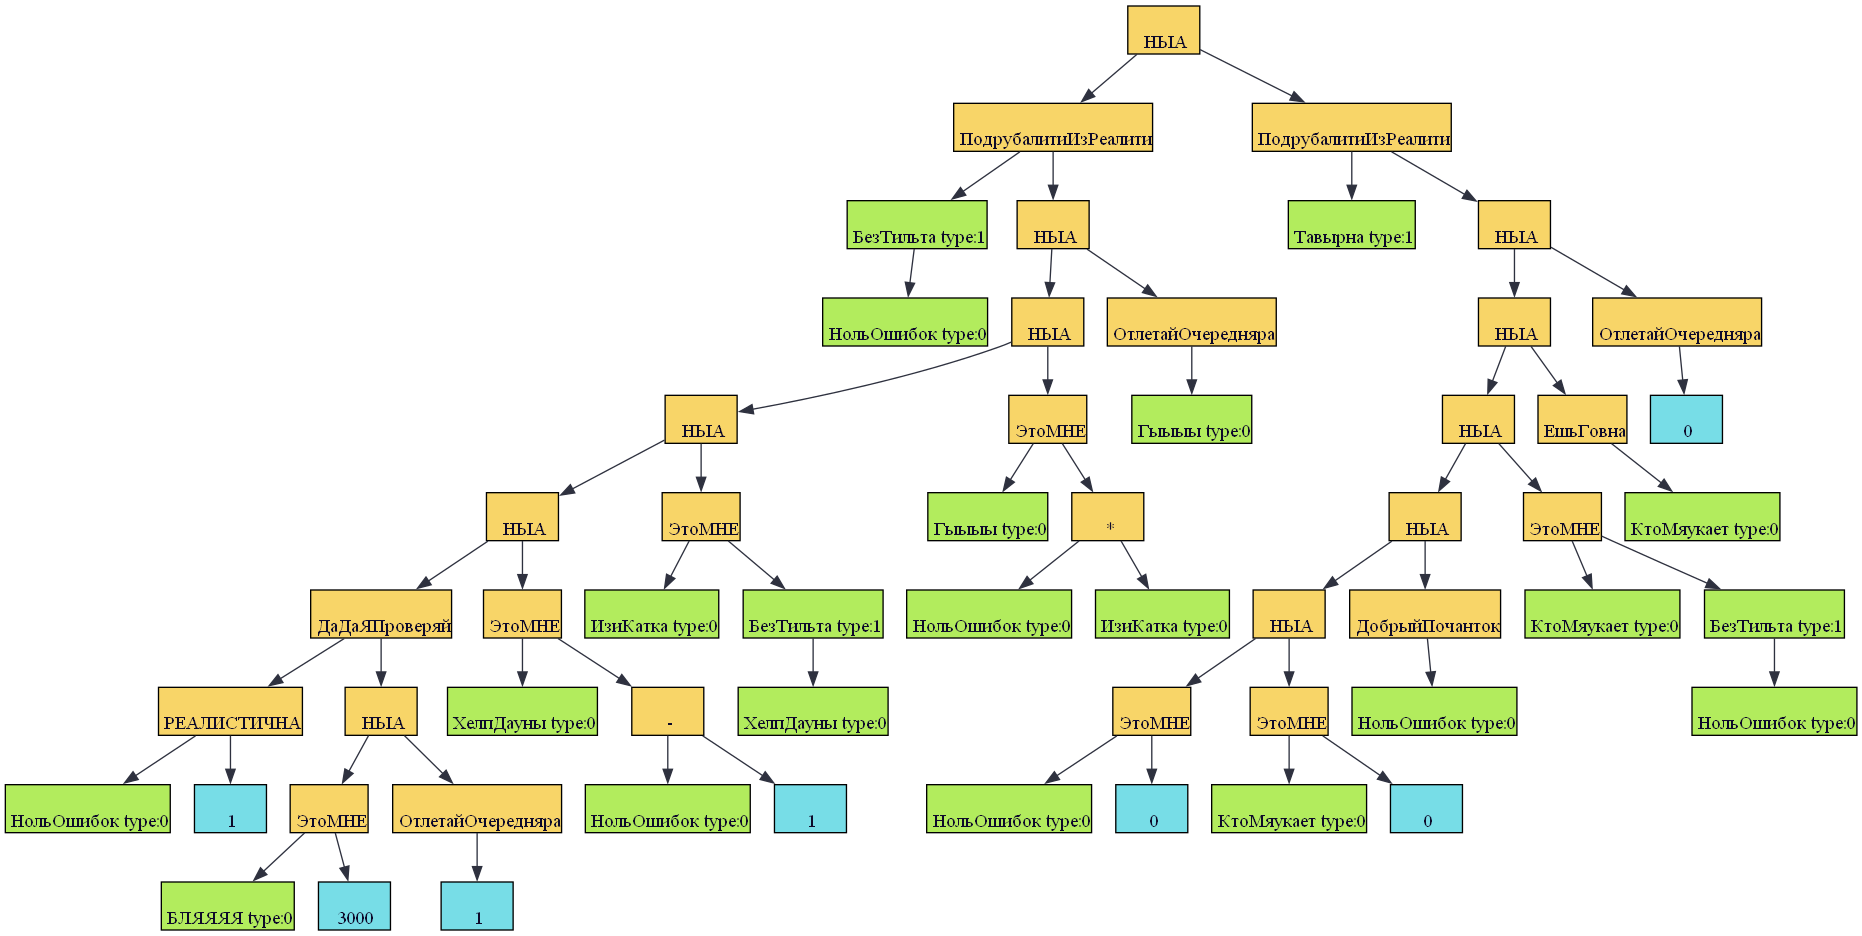 НЫА
ПодрубалитиИзРеалити
ПодрубалитиИзРеалити
БезТильта type:1
НЫА
Тавырна type:1
НЫА
НольОшибок type:0
НЫА
ОтлетайОчередняра
НЫА
ОтлетайОчередняра
НЫА
ЭтоМНЕ
Гыыыы type:0
НЫА
ЕшьГовна
0
НЫА
ЭтоМНЕ
Гыыыы type:0
*
НЫА
ЭтоМНЕ
КтоМяукает type:0
ДаДаЯПроверяй
ЭтоМНЕ
ИзиКатка type:0
БезТильта type:1
НольОшибок type:0
ИзиКатка type:0
НЫА
ДобрыйПочанток
КтоМяукает type:0
БезТильта type:1
РЕАЛИСТИЧНА
НЫА
ХелпДауны type:0
-
ХелпДауны type:0
ЭтоМНЕ
ЭтоМНЕ
НольОшибок type:0
НольОшибок type:0
НольОшибок type:0
1
ЭтоМНЕ
ОтлетайОчередняра
НольОшибок type:0
1
НольОшибок type:0
0
КтоМяукает type:0
0
БЛЯЯЯЯ type:0
3000
1